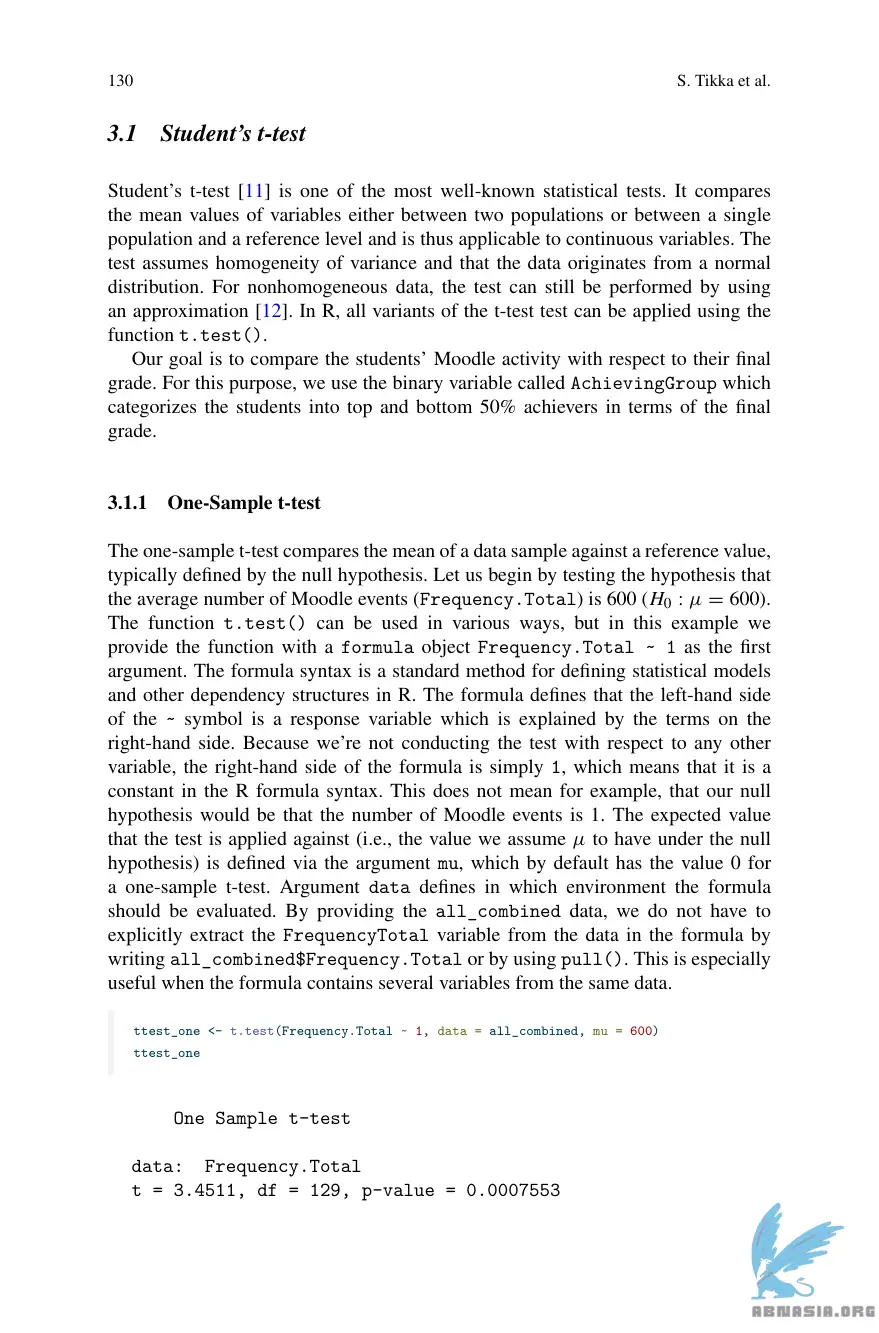 130 S. Tikka et al.
3.1 Student’s t-test
Student’s t-test [11] is one of the most well-known statistical tests. It compares
the mean values of variables either between two populations or between a single
population and a reference level and is thus applicable to continuous variables. The
test assumes homogeneity of variance and that the data originates from a normal
distribution. For nonhomogeneous data, the test can still be performed by using
an approximation [12]. In R, all variants of the t-test test can be applied using the
function t.test().
Our goal is to compare the students’ Moodle activity with respect to their final
grade. For this purpose, we use the binary variable called AchievingGroup which
categorizes the students into top and bottom 50% achievers in terms of the final
grade.
3.1.1 One-Sample t-test
The one-sample t-test compares the mean of a data sample against a reference value,
typically defined by the null hypothesis. Let us begin by testing the hypothesis that
the average number of Moodle events (Frequency.Total) is 600 (H₀ : μ = 600).
The function t.test() can be used in various ways, but in this example we
provide the function with a formula object Frequency.Total ~ 1 as the first
argument. The formula syntax is a standard method for defining statistical models
and other dependency structures in R. The formula defines that the left-hand side
of the ~ symbol is a response variable which is explained by the terms on the
right-hand side. Because we’re not conducting the test with respect to any other
variable, the right-hand side of the formula is simply 1, which means that it is a
constant in the R formula syntax. This does not mean for example, that our null
hypothesis would be that the number of Moodle events is 1. The expected value
that the test is applied against (i.e., the value we assume μ to have under the null
hypothesis) is defined via the argument mu, which by default has the value 0 for
a one-sample t-test. Argument data defines in which environment the formula
should be evaluated. By providing the all_combined data, we do not have to
explicitly extract the FrequencyTotal variable from the data in the formula by
writing all_combined$Frequency.Total or by using pull(). This is especially
useful when the formula contains several variables from the same data.
ttest_one <- t.test(Frequency.Total ~ 1, data = all_combined, mu = 600)
ttest_one
One Sample t-test
data: Frequency.Total
t = 3.4511, df = 129, p-value = 0.0007553
ABNASIA.ORG